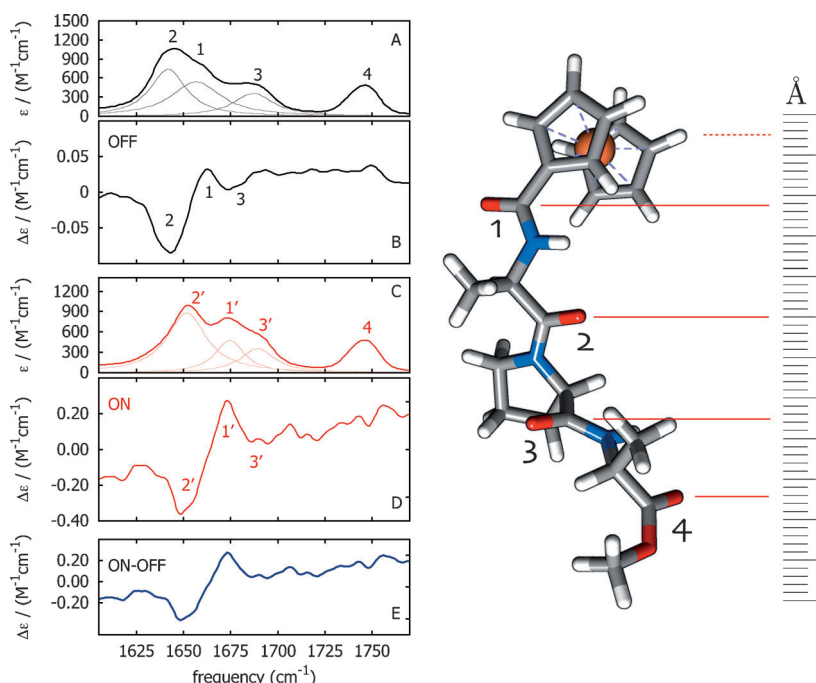 1500
1200
900
600
300
0
ε / (M⁻¹cm⁻¹)
2
1
3
4
A
OFF
0.05
0
-0.05
Δε / (M⁻¹cm⁻¹)
2
1
3
B
1200
900
600
300
0
ε / (M⁻¹cm⁻¹)
2′
1′
3′
4
C
ON
0.20
0.00
-0.20
-0.40
Δε / (M⁻¹cm⁻¹)
2′
1′
3′
D
ON-OFF
0.20
0.00
-0.20
Δε / (M⁻¹cm⁻¹)
E
1625 1650 1675 1700 1725 1750
frequency (cm⁻¹)
Å
1
2
3
4